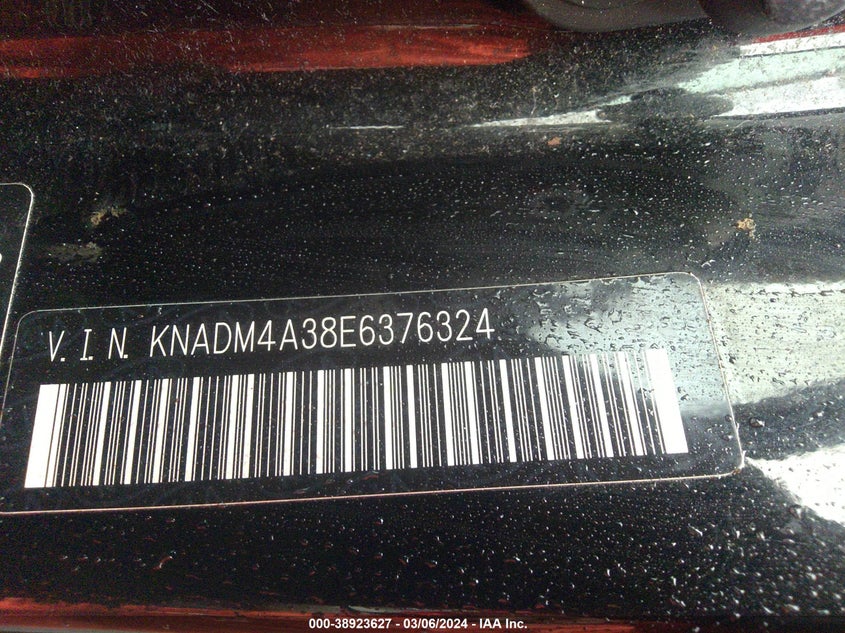 V.I.N. KNADM4A38E6376324
000-38923627 - 03/06/2024 - IAA Inc.